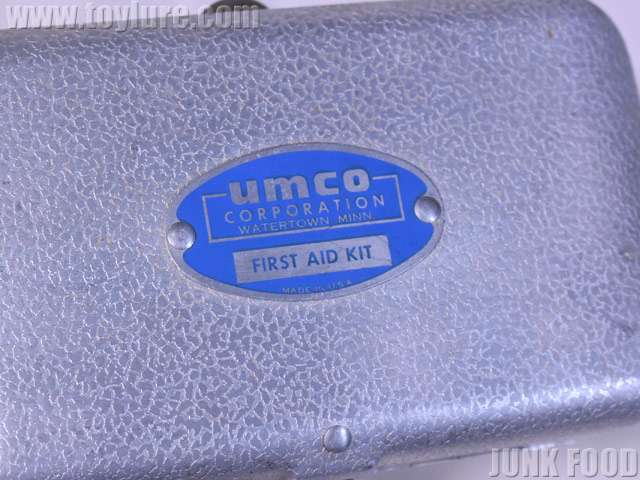 www.toylure.com
umco
CORPORATION
WATERTOWN, MINN.
FIRST AID KIT
MADE IN U.S.A.
JUNK FOOD